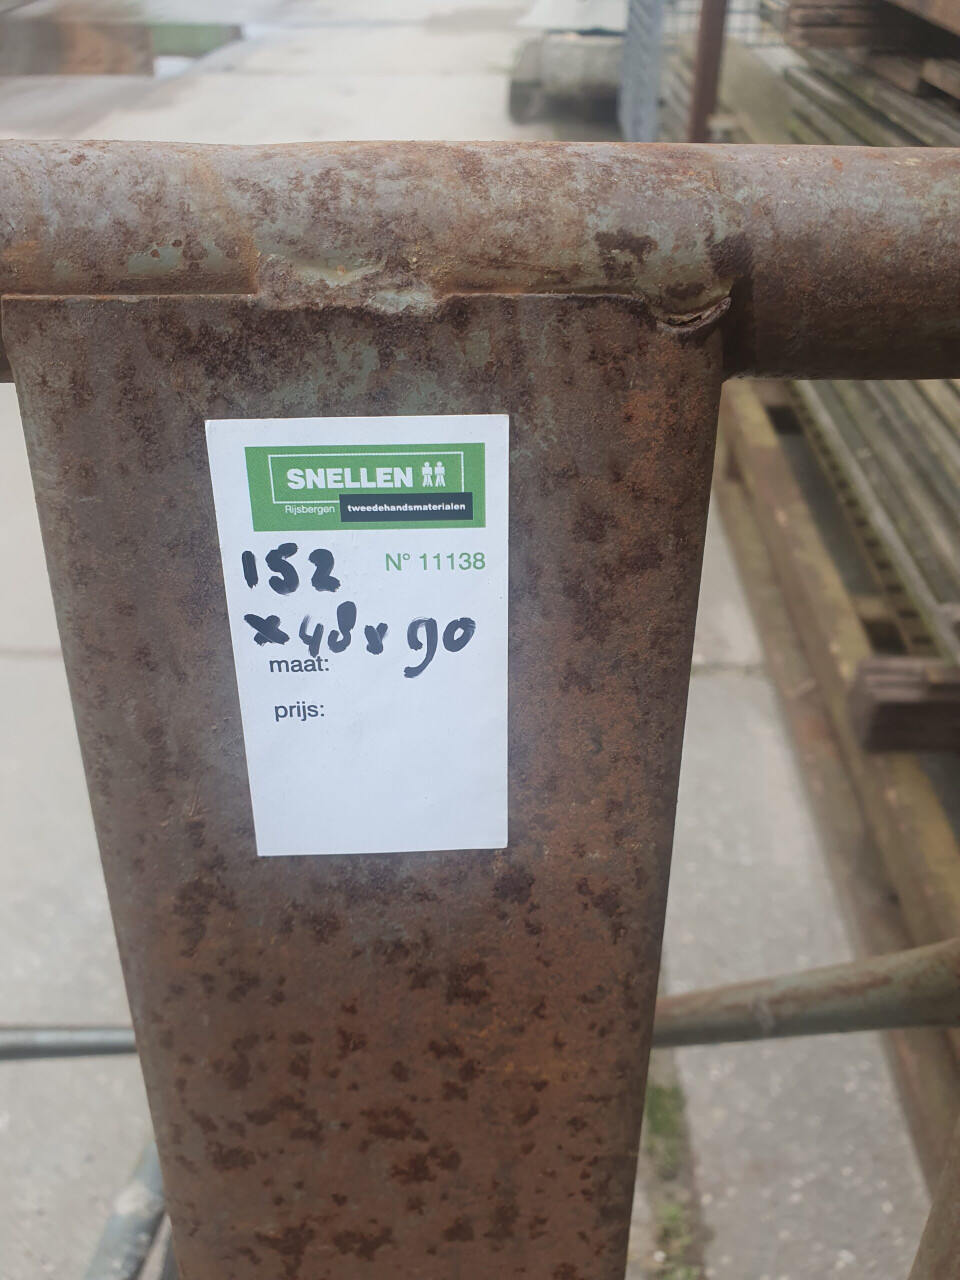 SNELLEN
Rijsbergen tweedehandsmaterialen
N° 11138
152
x 48 x 90
maat:
prijs: